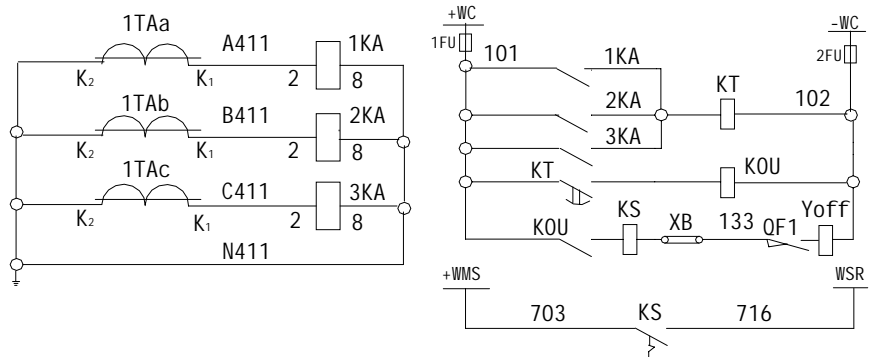 1TAa
A411
1KA
K2
K1
2
8
1TAb
B411
2KA
K2
K1
2
8
1TAc
C411
3KA
K2
K1
2
8
N411
+WC
-WC
1FU
101
1KA
2FU
2KA
KT
102
3KA
KT
KOU
KOU
KS
XB
133
QF1
Yoff
+WMS
WSR
703
KS
716